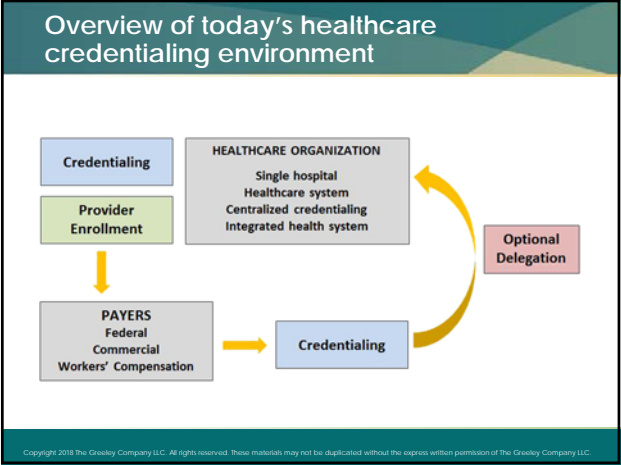 Overview of today's healthcare
credentialing environment
Credentialing
Provider
Enrollment
HEALTHCARE ORGANIZATION
Single hospital
Healthcare system
Centralized credentialing
Integrated health system
Optional
Delegation
PAYERS
Federal
Commercial
Workers' Compensation
Credentialing
Copyright 2018 The Greeley Company LLC. All rights reserved. These materials may not be duplicated without the express written permission of The Greeley Company LLC.